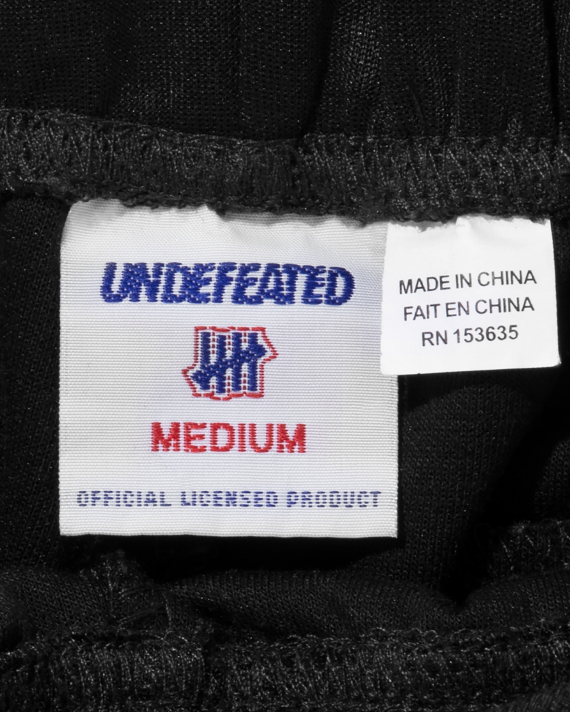 UNDEFEATED
MEDIUM
OFFICIAL LICENSED PRODUCT
MADE IN CHINA
FAIT EN CHINA
RN 153635